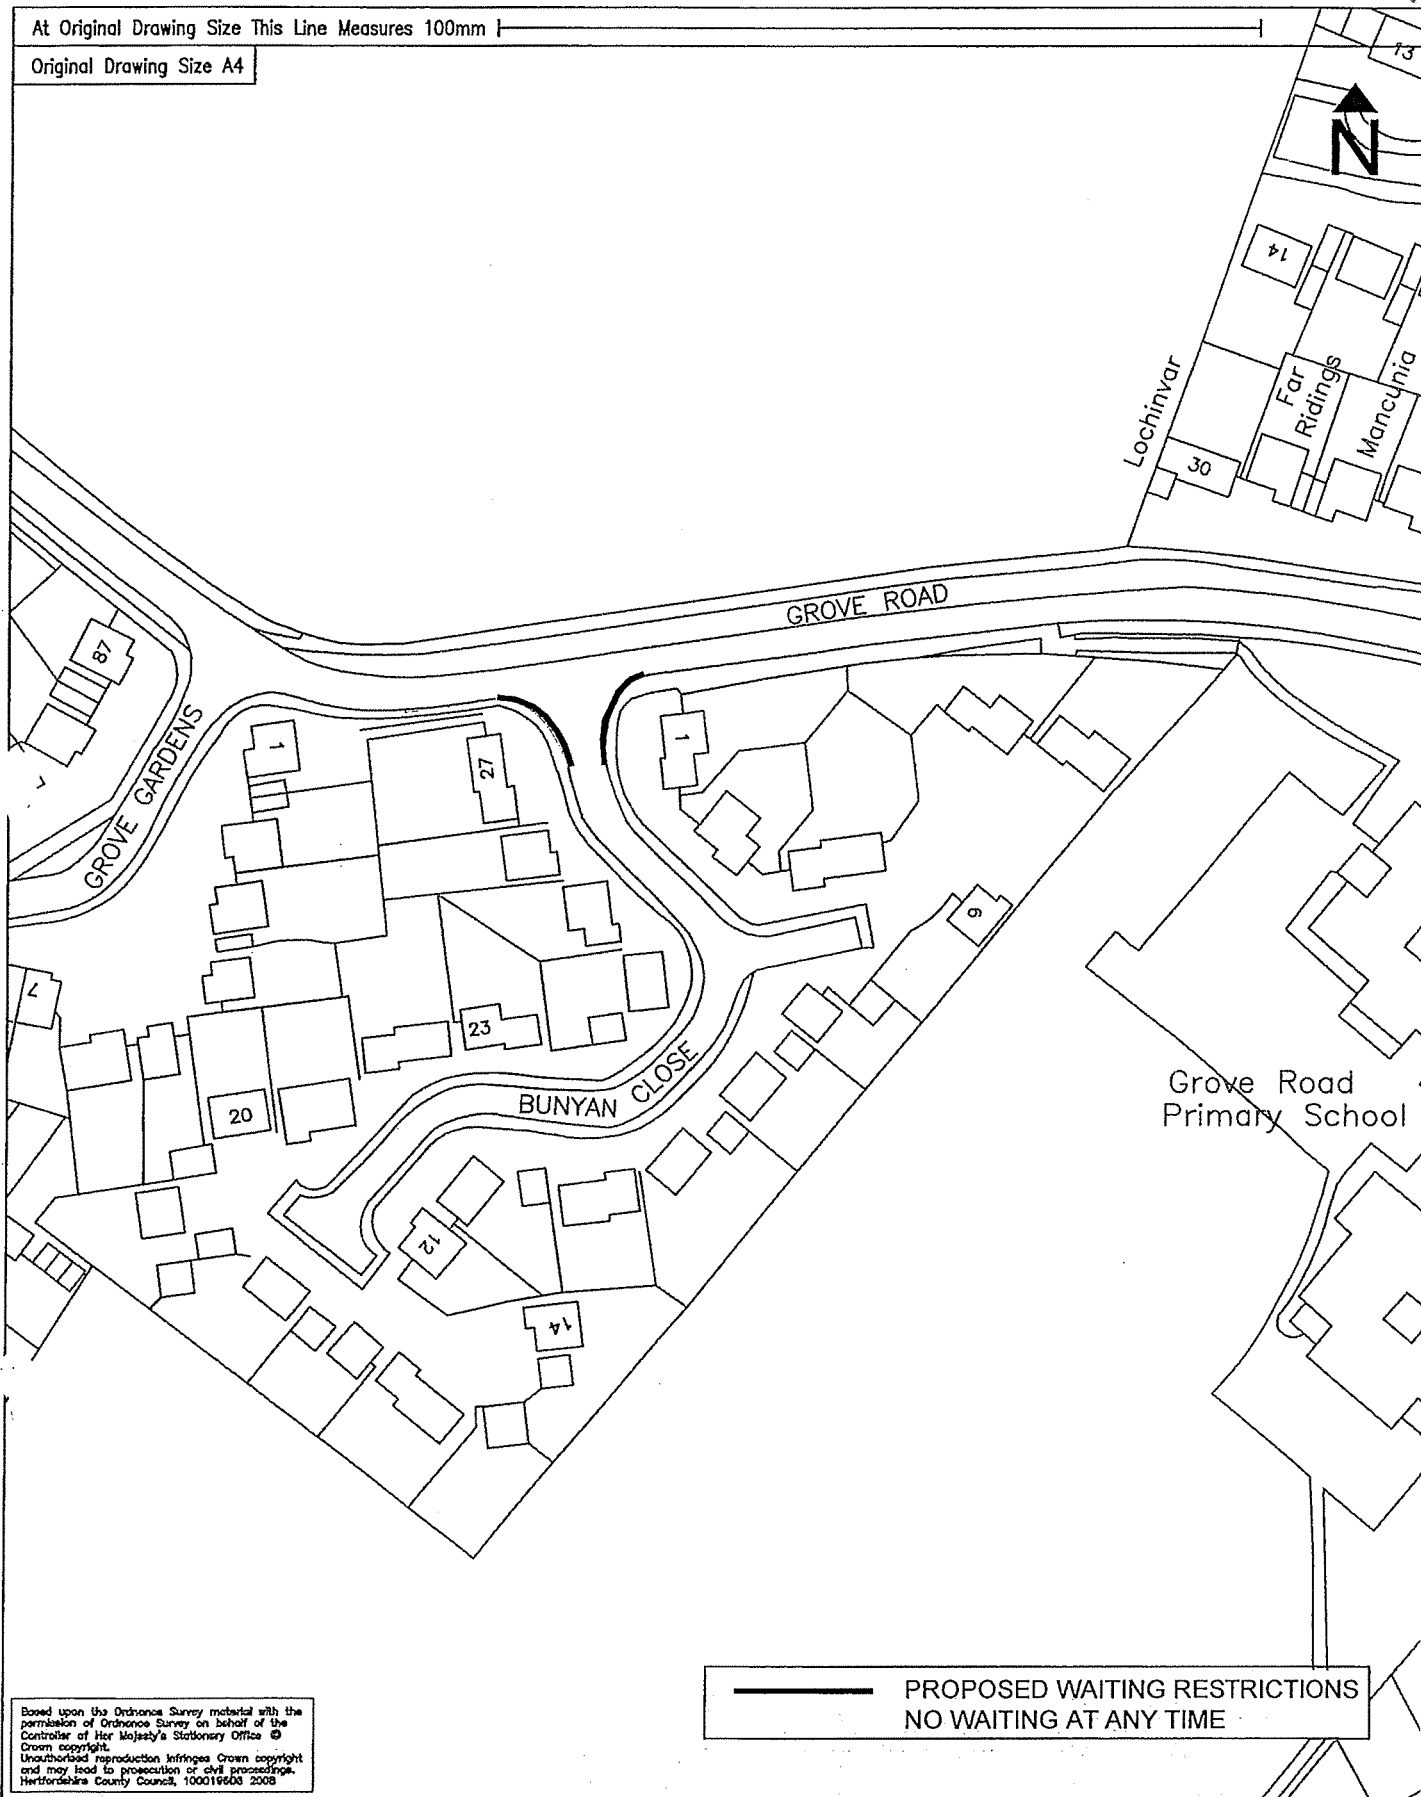 At Original Drawing Size This Line Measures 100mm
Original Drawing Size A4
13
N
14
Lochinvar
Far
Ridings
Mancunia
30
GROVE ROAD
87
GROVE GARDENS
1
27
1
9
7
23
20
BUNYAN CLOSE
Grove Road
Primary School
12
14
PROPOSED WAITING RESTRICTIONS
NO WAITING AT ANY TIME
Based upon the Ordnance Survey material with the
permission of Ordnance Survey on behalf of the
Controller of Her Majesty's Stationery Office ©
Crown copyright.
Unauthorised reproduction infringes Crown copyright
and may lead to prosecution or civil proceedings.
Hertfordshire County Council, 100019606 2008